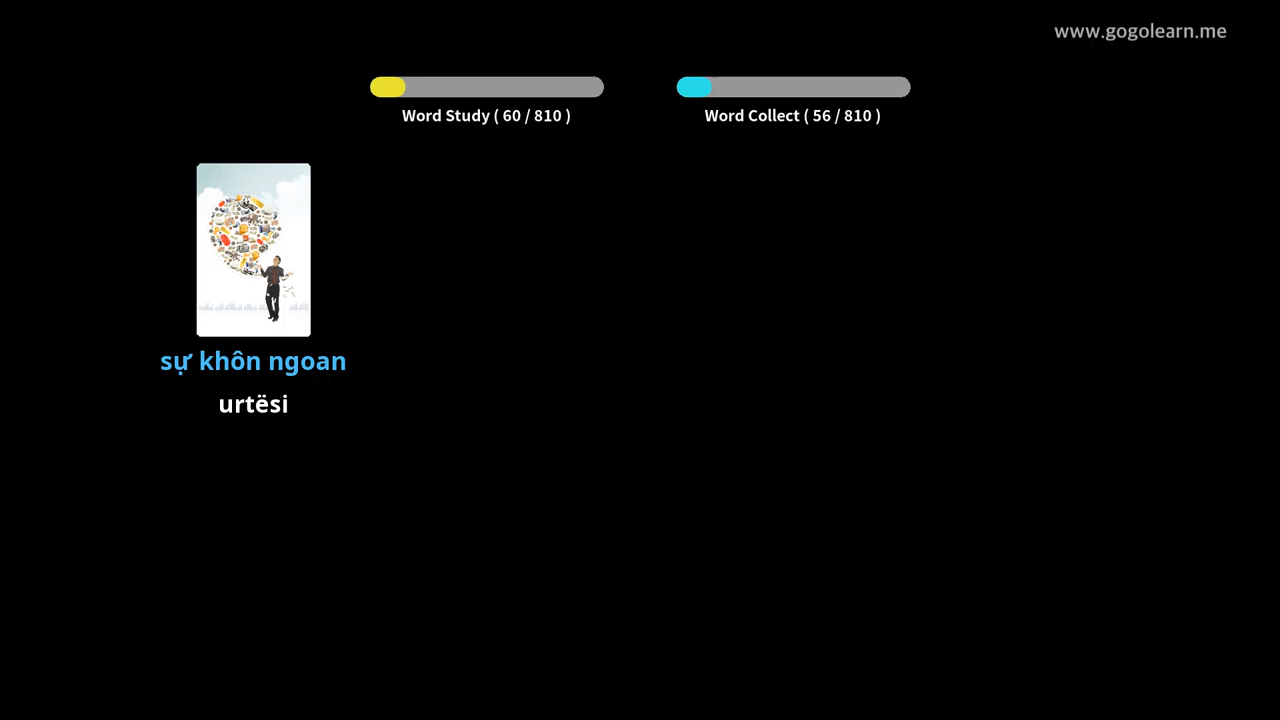 www.gogolearn.me
Word Study ( 60 / 810 )
Word Collect ( 56 / 810 )
sự khôn ngoan
urtësi